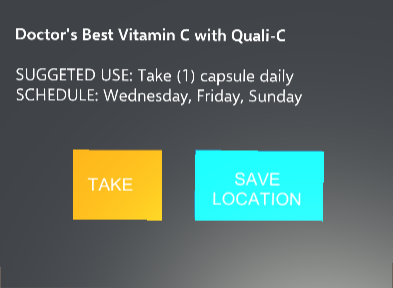 Doctor's Best Vitamin C with Quali-C
SUGGETED USE: Take (1) capsule daily
SCHEDULE: Wednesday, Friday, Sunday
TAKE
SAVE
LOCATION